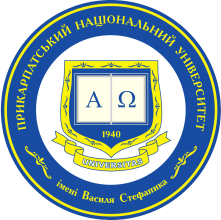 ПРИКАРПАТСЬКИЙ НАЦІОНАЛЬНИЙ УНІВЕРСИТЕТ
Α Ω
1940
UNIVERSITAS
імені Василя Стефаника